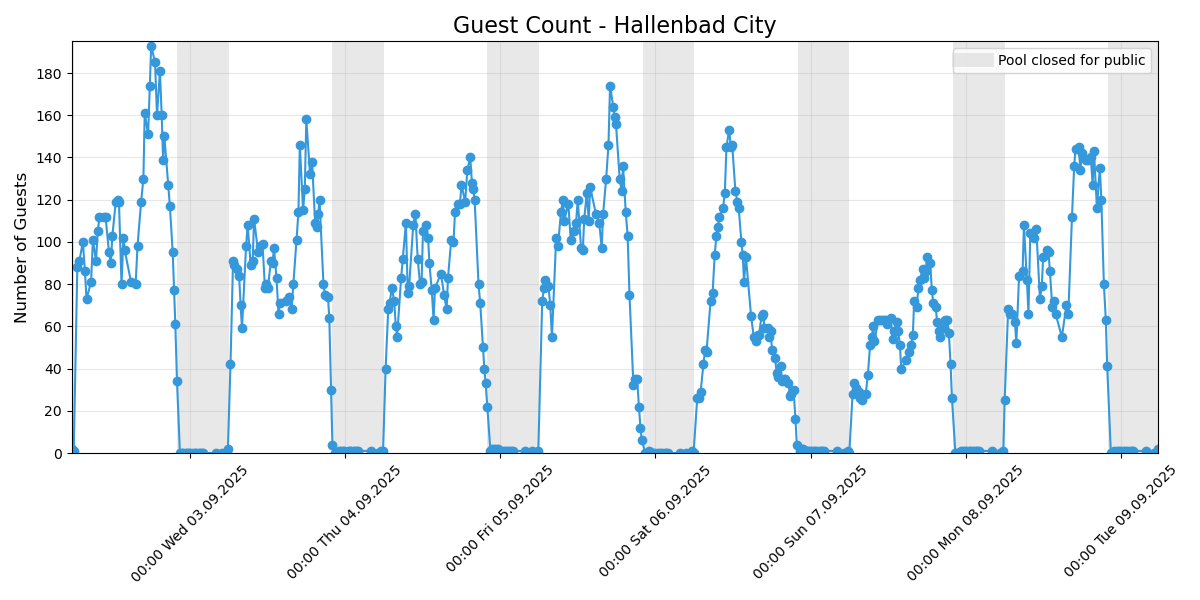 Guest Count - Hallenbad City
Pool closed for public
Number of Guests
180
160
140
120
100
80
60
40
20
0
00:00 Wed 03.09.2025
00:00 Thu 04.09.2025
00:00 Fri 05.09.2025
00:00 Sat 06.09.2025
00:00 Sun 07.09.2025
00:00 Mon 08.09.2025
00:00 Tue 09.09.2025